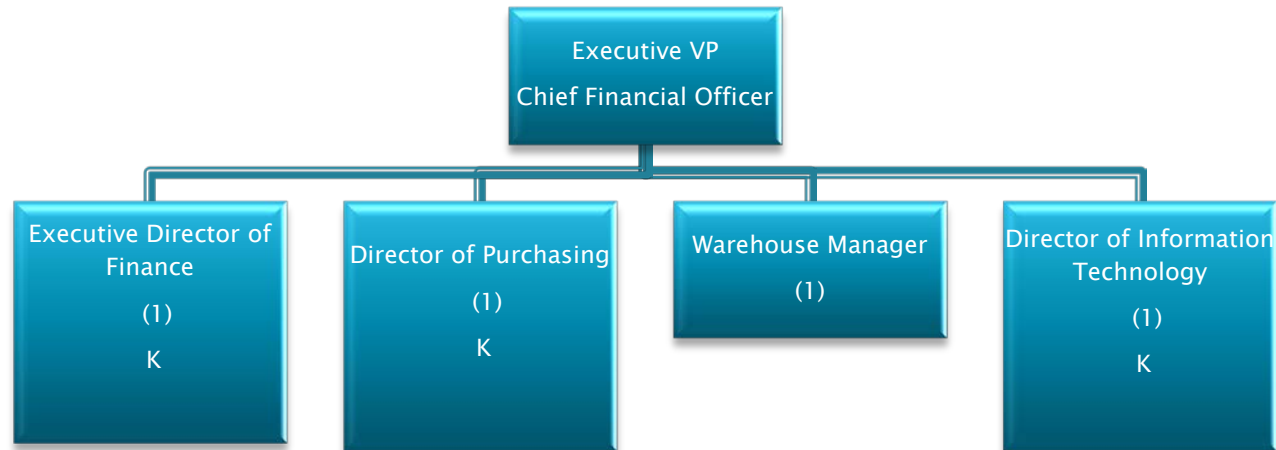 Executive VP
Chief Financial Officer
Executive Director of
Finance
(1)
K
Director of Purchasing
(1)
K
Warehouse Manager
(1)
Director of Information
Technology
(1)
K